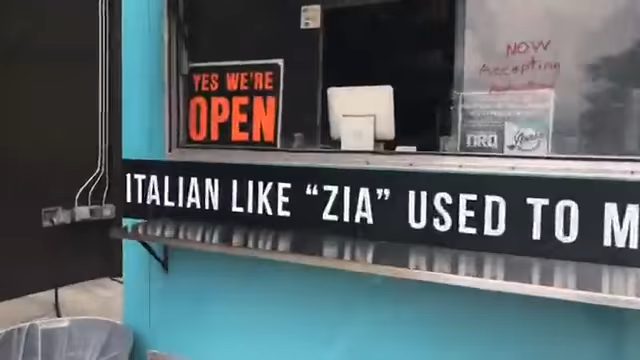 YES WE'RE
OPEN
NOW
Accepting
ITALIAN LIKE “ZIA” USED TO M